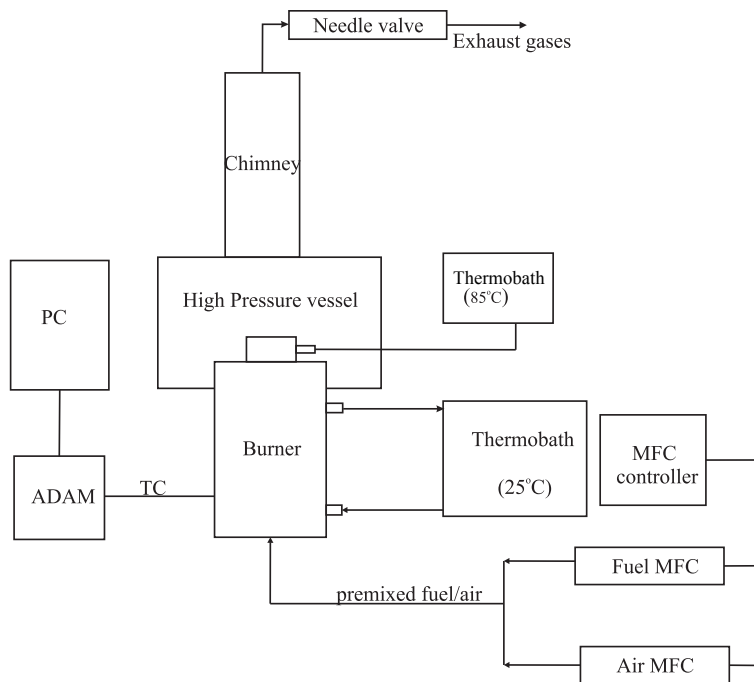 Needle valve
Exhaust gases
Chimney
High Pressure vessel
Thermobath
(85°C)
PC
Burner
Thermobath
(25°C)
MFC
controller
ADAM
TC
premixed fuel/air
Fuel MFC
Air MFC